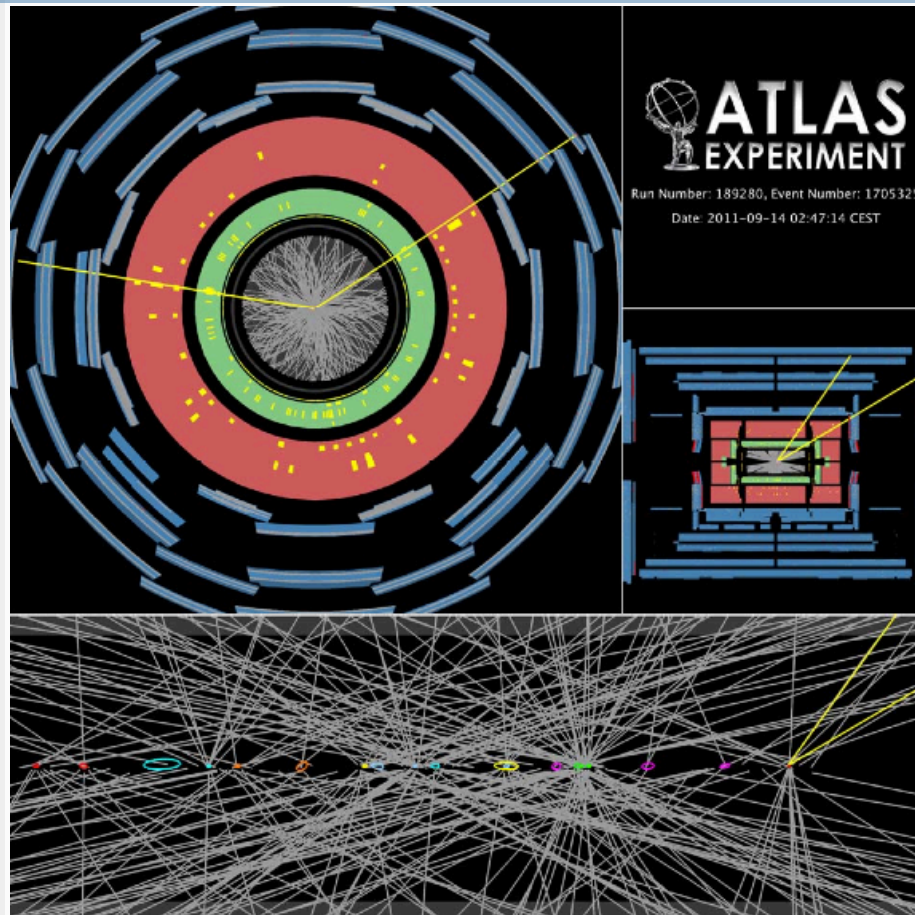 ATLAS
EXPERIMENT
Run Number: 189280, Event Number: 170532
Date: 2011-09-14 02:47:14 CEST